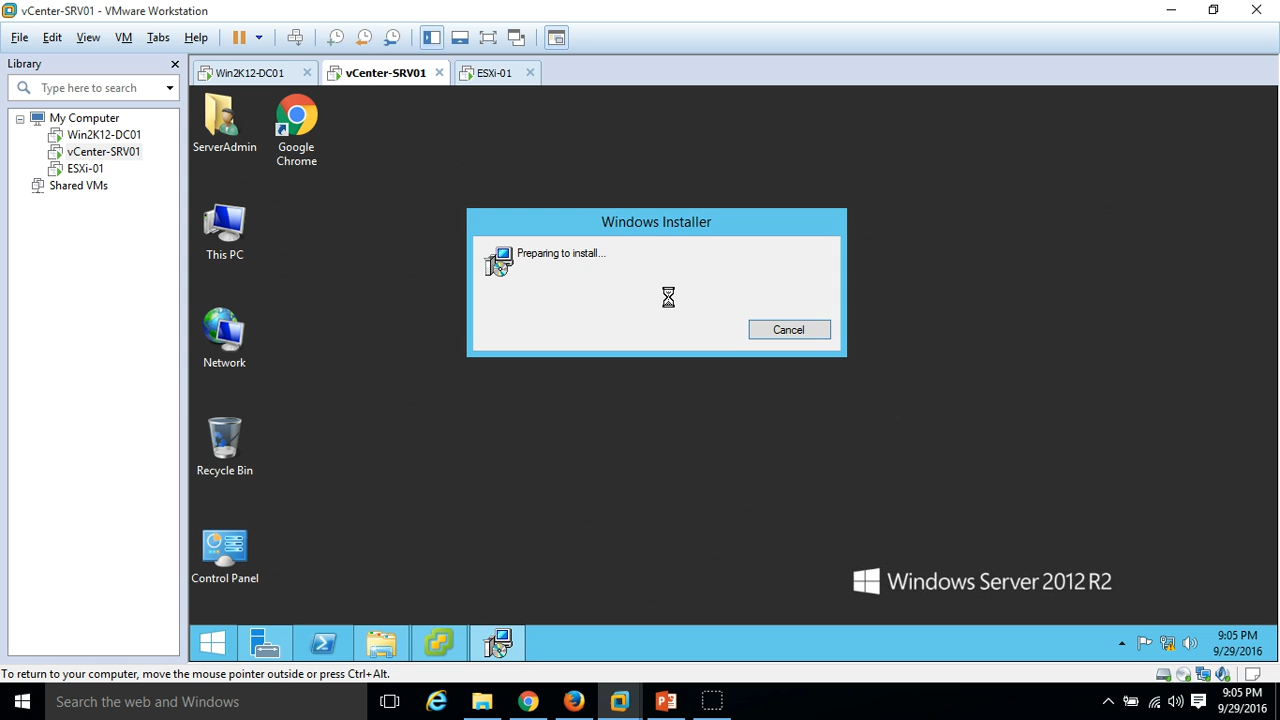 vCenter-SRV01 - VMware Workstation
File Edit View VM Tabs Help
Library
Type here to search
My Computer
Win2K12-DC01
vCenter-SRV01
ESXi-01
Shared VMs
Win2K12-DC01
vCenter-SRV01
ESXi-01
ServerAdmin
Google
Chrome
This PC
Network
Recycle Bin
Control Panel
Windows Installer
Preparing to install...
Cancel
Windows Server 2012 R2
9:05 PM
9/29/2016
To return to your computer, move the mouse pointer outside or press Ctrl+Alt.
Search the web and Windows
9:05 PM
9/29/2016